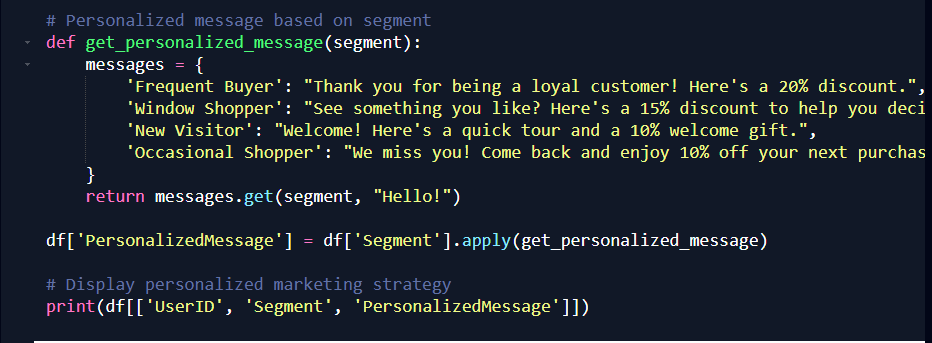 # Personalized message based on segment
def get_personalized_message(segment):
messages = {
'Frequent Buyer': "Thank you for being a loyal customer! Here's a 20% discount.",
'Window Shopper': "See something you like? Here's a 15% discount to help you deci
'New Visitor': "Welcome! Here's a quick tour and a 10% welcome gift.",
'Occasional Shopper': "We miss you! Come back and enjoy 10% off your next purchas
}
return messages.get(segment, "Hello!")
df['PersonalizedMessage'] = df['Segment'].apply(get_personalized_message)
# Display personalized marketing strategy
print(df[['UserID', 'Segment', 'PersonalizedMessage']])